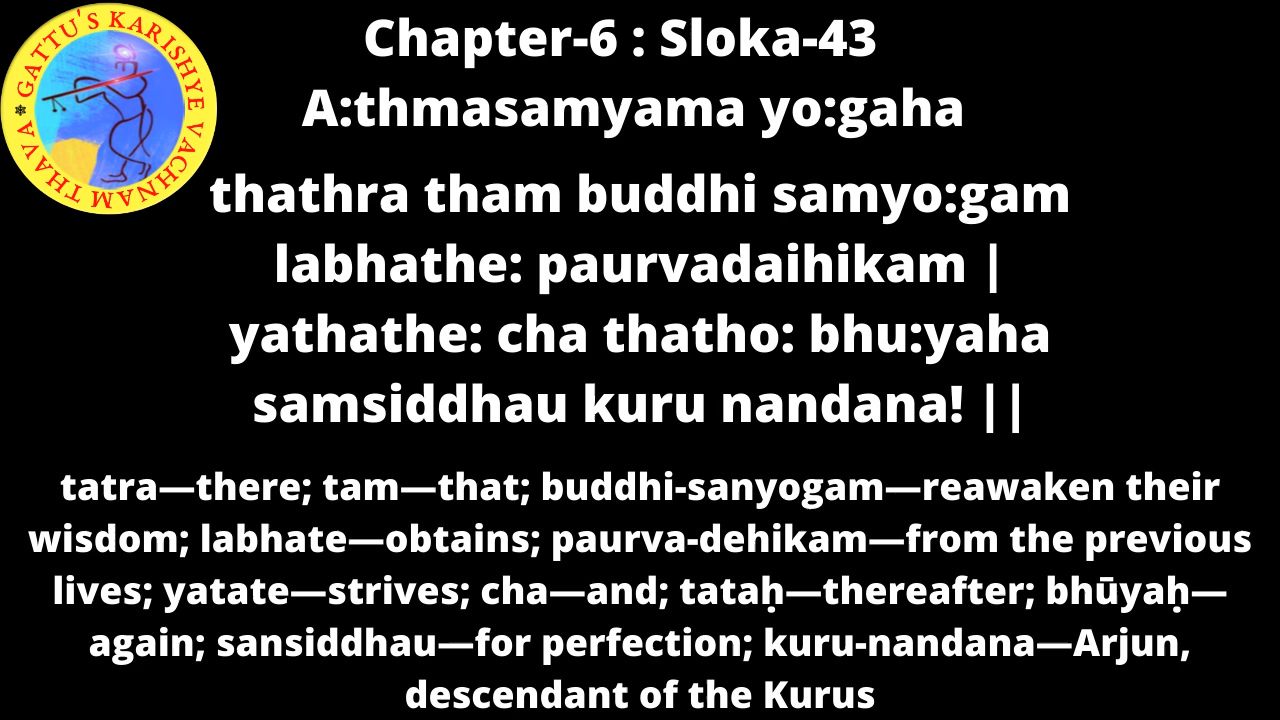 GATTU'S KARISHYE VACHNAM THAVA
Chapter-6 : Sloka-43
A:thmasamyama yo:gaha
thathra tham buddhi samyo:gam
labhathe: paurvadaihikam |
yathathe: cha thatho: bhu:yaha
samsiddhau kuru nandana! ||
tatra—there; tam—that; buddhi-sanyogam—reawaken their
wisdom; labhate—obtains; paurva-dehikam—from the previous
lives; yatate—strives; cha—and; tataḥ—thereafter; bhūyaḥ—
again; sansiddhau—for perfection; kuru-nandana—Arjun,
descendant of the Kurus